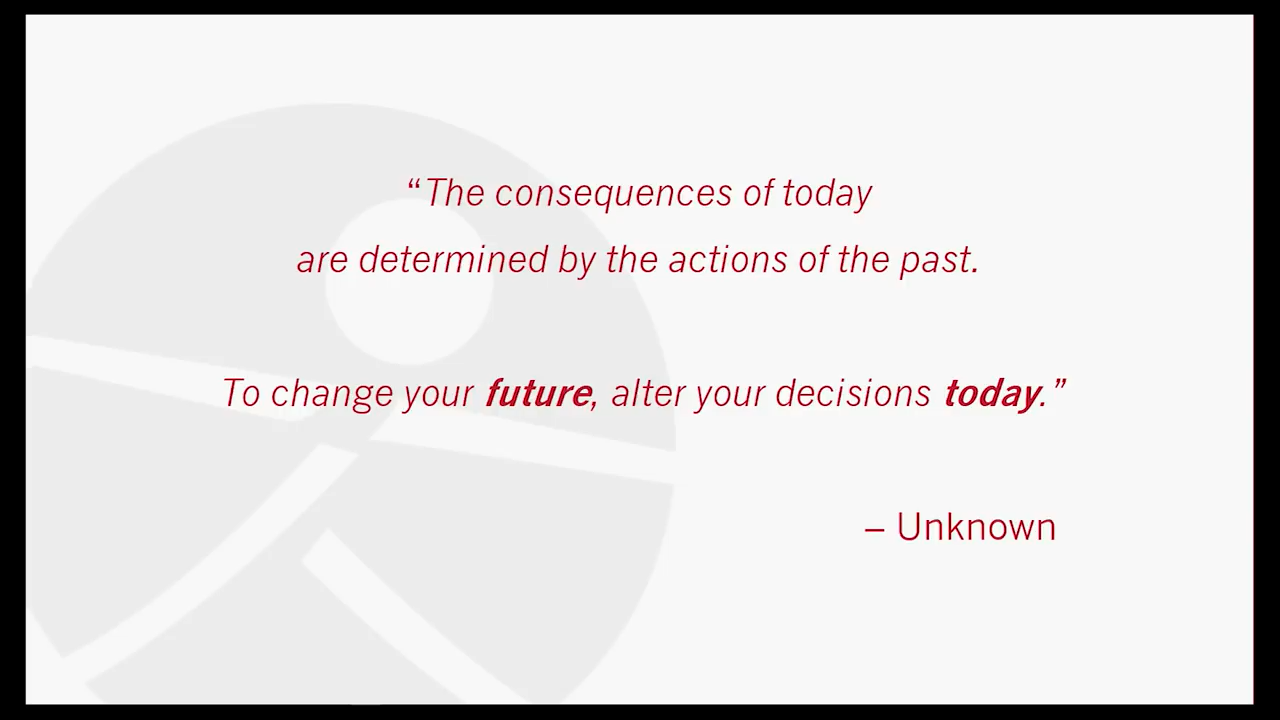 “The consequences of today
are determined by the actions of the past.
To change your future, alter your decisions today.”
– Unknown